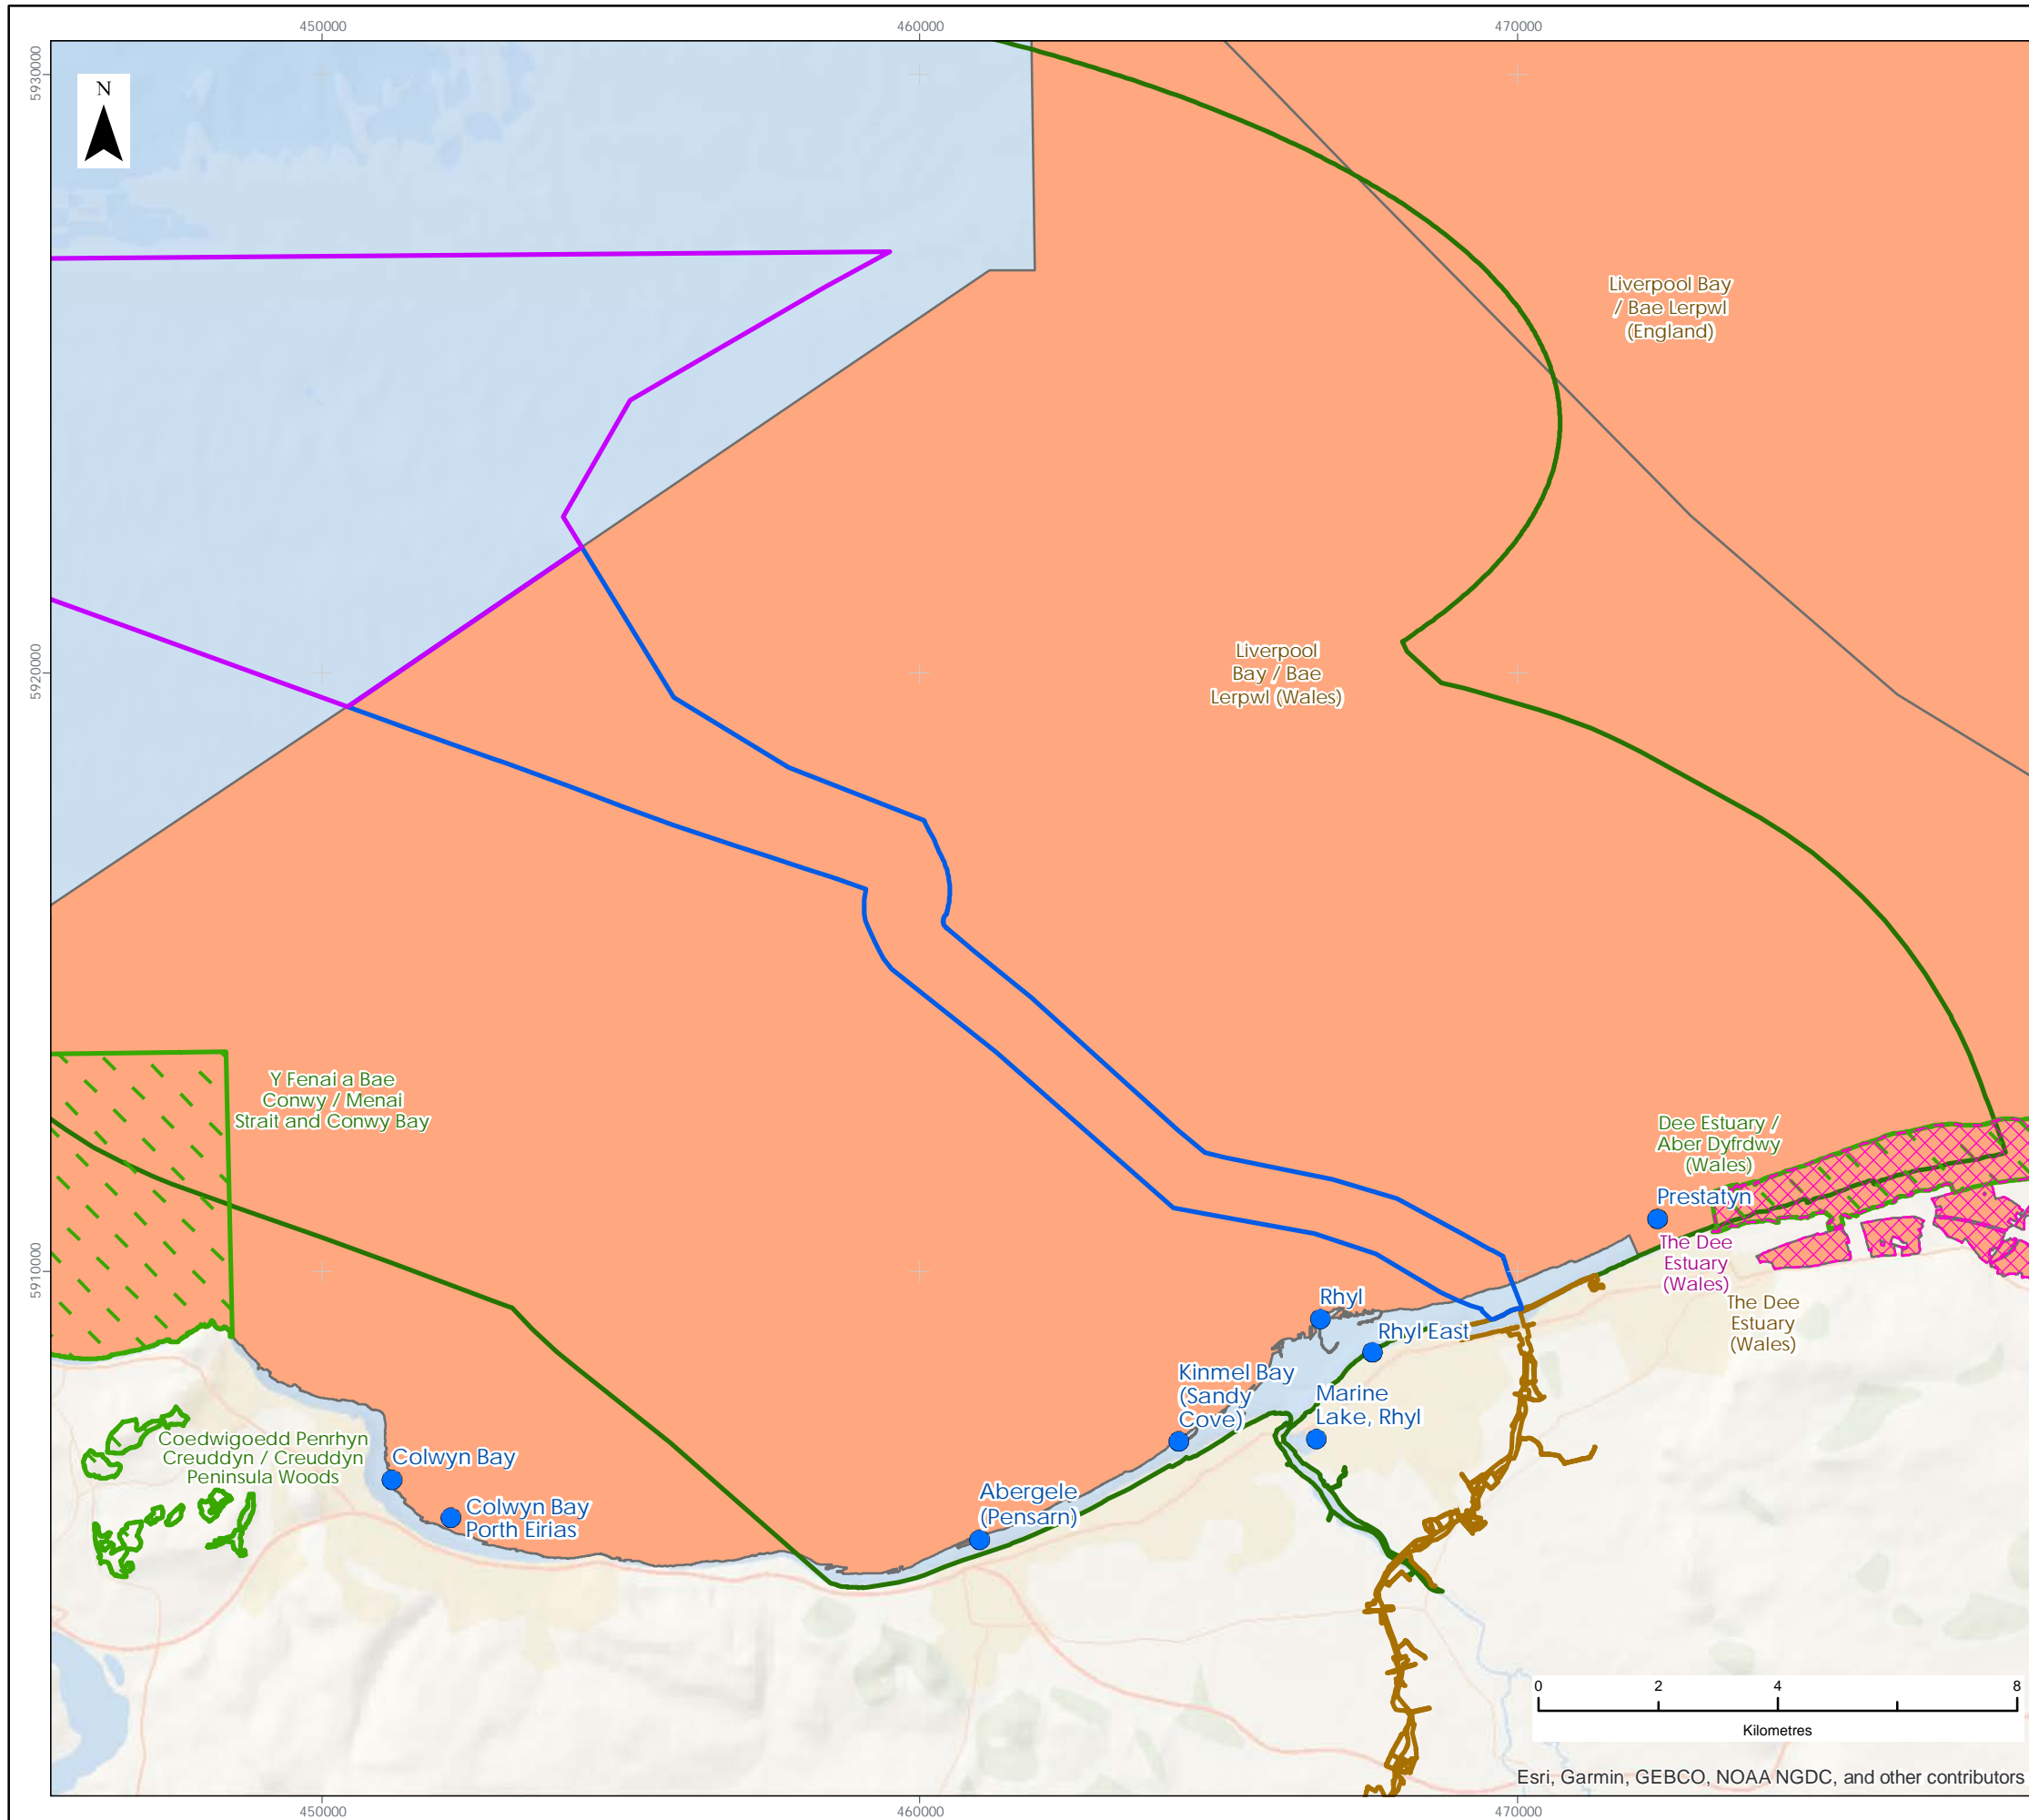 450000
460000
470000
5930000
N
Liverpool Bay
/ Bae Lerpwl
(England)
Liverpool
Bay / Bae
Lerpwl (Wales)
5920000
Y Fenai a Bae
Conwy / Menai
Strait and Conwy Bay
Dee Estuary /
Aber Dyfrdwy
(Wales)
Prestatyn
The Dee
Estuary
(Wales)
5910000
The Dee
Estuary
(Wales)
Rhyl
Rhyl East
Kinmel Bay
(Sandy
Cove)
Marine
Lake, Rhyl
Coedwigoedd Penrhyn
Creuddyn / Creuddyn
Peninsula Woods
Colwyn Bay
Colwyn Bay
Porth Eirias
Abergele
(Pensarn)
0 2 4 8
Kilometres
Esri, Garmin, GEBCO, NOAA NGDC, and other contributors
450000
460000
470000